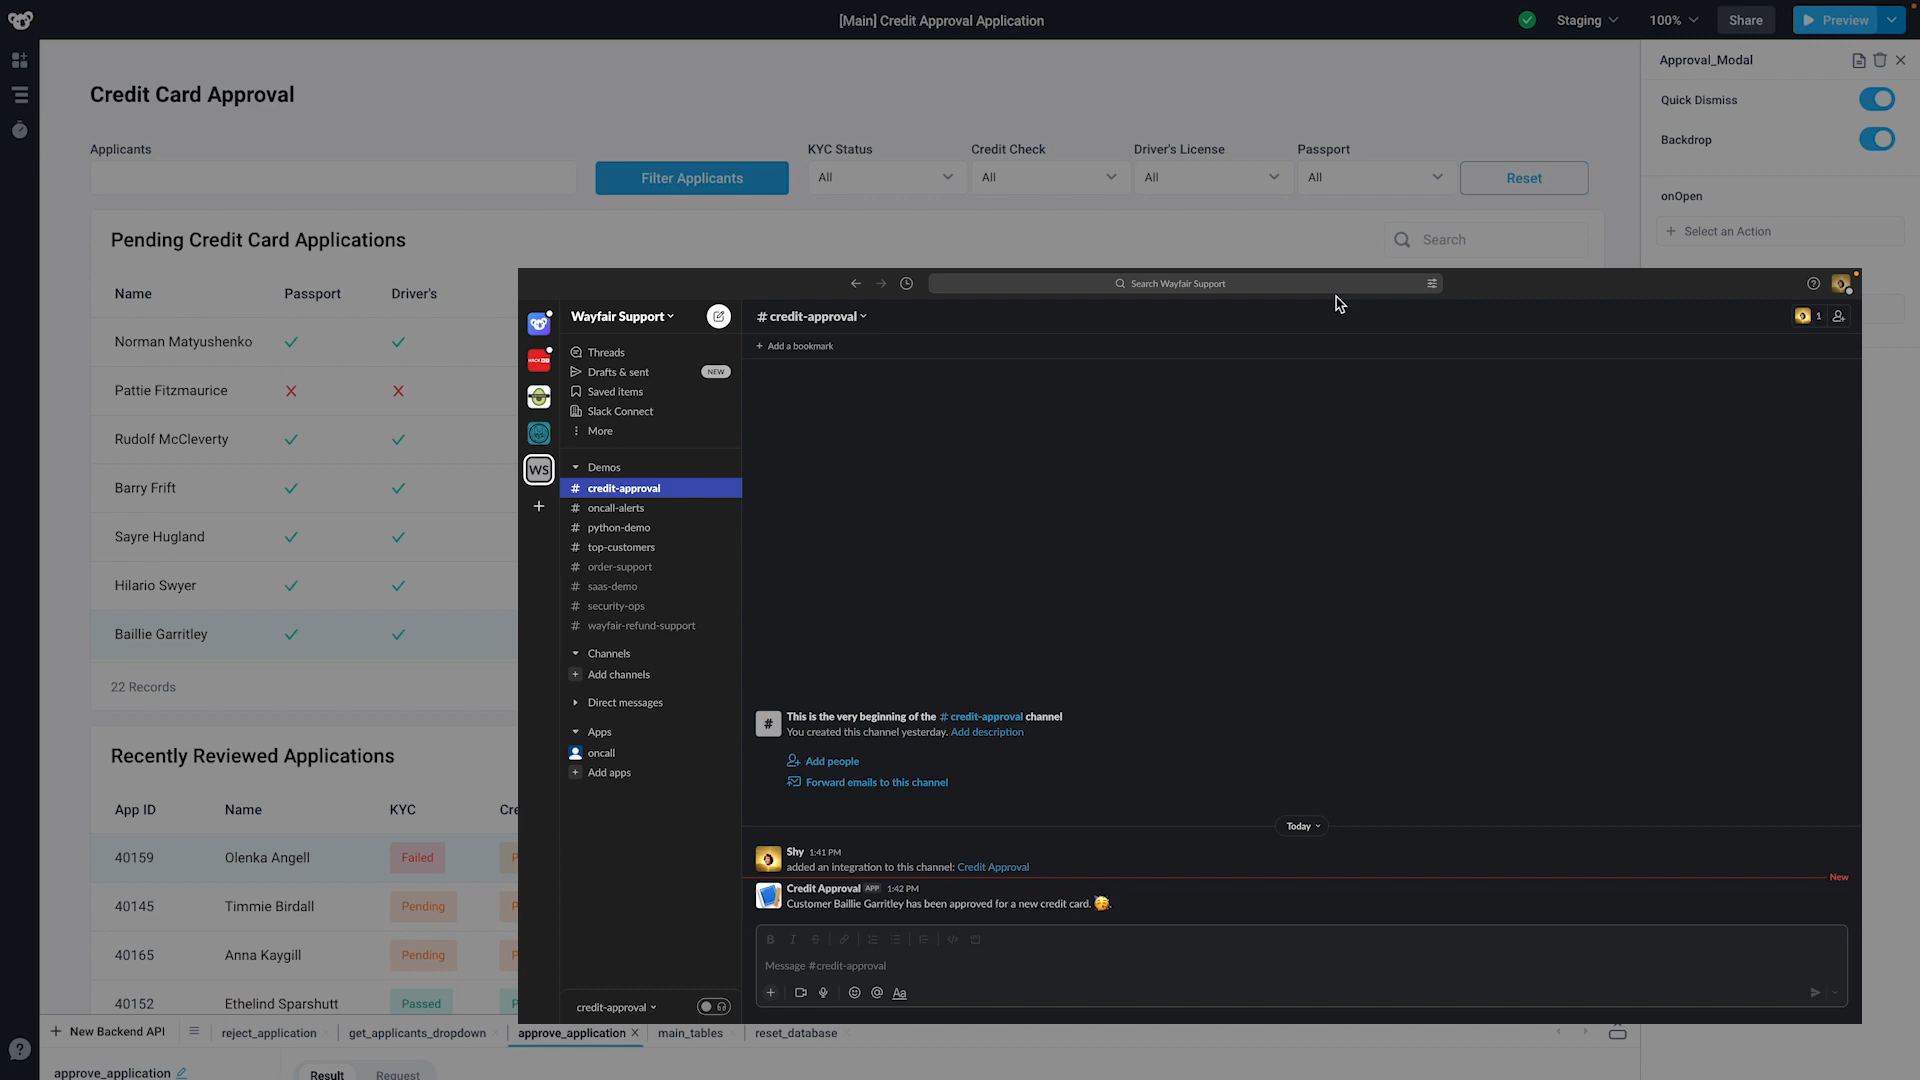 [Main] Credit Approval Application
Staging
100%
Share
Preview
Approval_Modal
Quick Dismiss
Backdrop
onOpen
+ Select an Action
Credit Card Approval
Applicants
Filter Applicants
KYC Status
All
Credit Check
All
Driver's License
All
Passport
All
Reset
Pending Credit Card Applications
Search
Name Passport Driver's
Norman Matyushenko
Pattie Fitzmaurice
Rudolf McCleverty
Barry Frift
Sayre Hugland
Hilario Swyer
Baillie Garritley
22 Records
Recently Reviewed Applications
App ID Name KYC Cre
40159 Olenka Angell Failed P
40145 Timmie Birdall Pending P
40165 Anna Kaygill Pending P
40152 Ethelind Sparshutt Passed P
Search Wayfair Support
Wayfair Support
WS
Threads
Drafts & sent NEW
Saved items
Slack Connect
More
Demos
# credit-approval
# oncall-alerts
# python-demo
# top-customers
# order-support
# saas-demo
# security-ops
# wayfair-refund-support
Channels
+ Add channels
Direct messages
Apps
oncall
+ Add apps
credit-approval
# credit-approval
1
+ Add a bookmark
# This is the very beginning of the # credit-approval channel
You created this channel yesterday. Add description
Add people
Forward emails to this channel
Today
Shy 1:41 PM
added an integration to this channel: Credit Approval
New
Credit Approval APP 1:42 PM
Customer Baillie Garritley has been approved for a new credit card. 🥳.
B I S
Message #credit-approval
+ @ Aa
+ New Backend API
reject_application
get_applicants_dropdown
approve_application ×
main_tables
reset_database
approve_application
Result Request